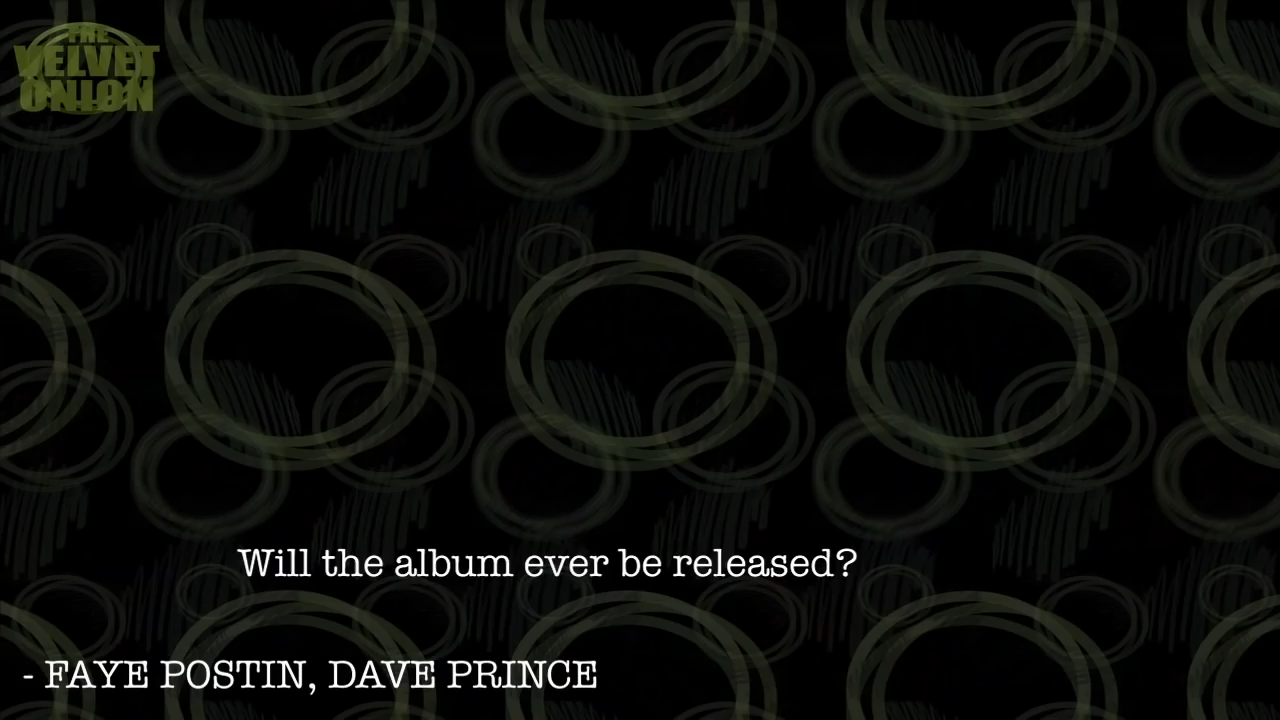 THE
VELVET
ONION
Will the album ever be released?
- FAYE POSTIN, DAVE PRINCE